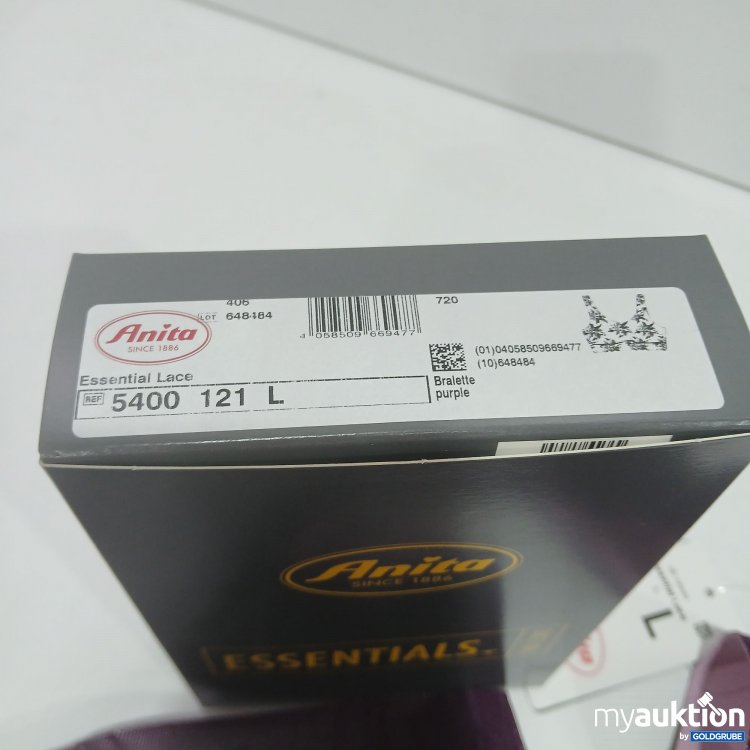 406
LOT 648484
720
Anita
SINCE 1886
4 058509 669477
(01)04058509669477
(10)648484
Essential Lace
REF 5400 121 L
Bralette
purple
Anita
SINCE 1886
ESSENTIALS
L
myauktion
by GOLDGRUBE